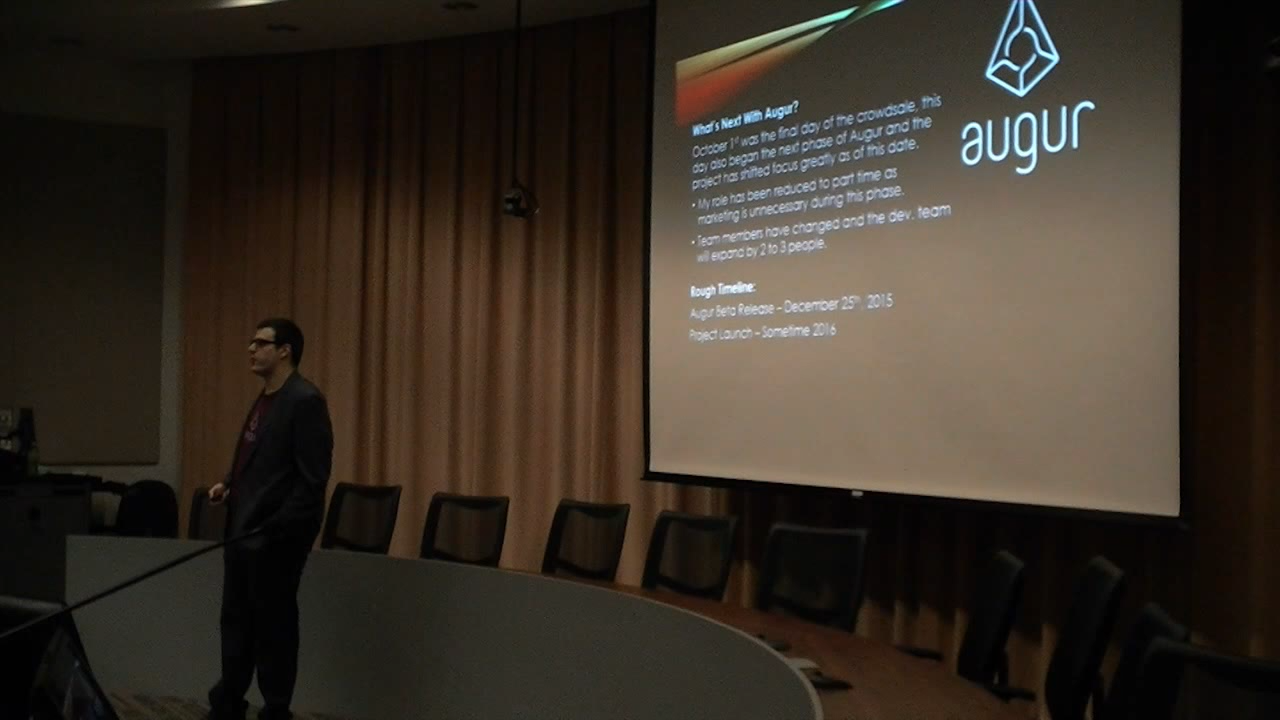 What's Next With Augur?
October 1st was the final day of the crowdsale, this
day also began the next phase of Augur and the
project has shifted focus greatly as of this date.
• My role has been reduced to part time as
marketing is unnecessary during this phase.
• Team members have changed and the dev. team
will expand by 2 to 3 people.
Rough Timeline:
Augur Beta Release – December 25th, 2015
Project Launch – Sometime 2016
augur